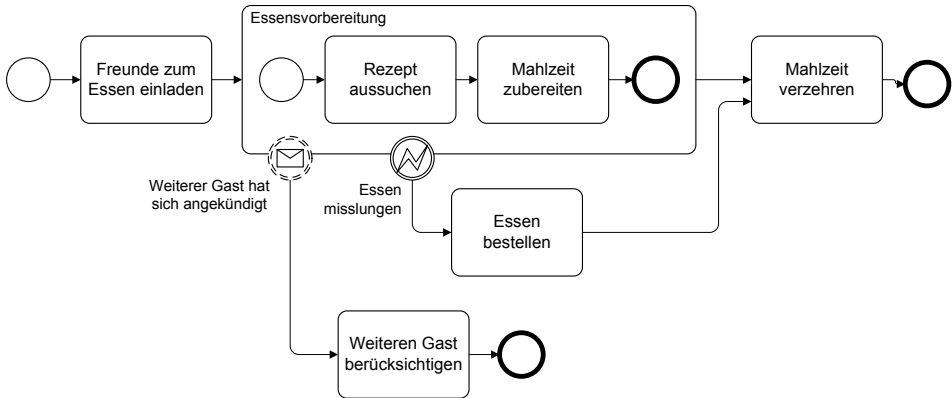 Essensvorbereitung
Freunde zum
Essen einladen
Rezept
aussuchen
Mahlzeit
zubereiten
Mahlzeit
verzehren
Weiterer Gast hat
sich angekündigt
Essen
misslungen
Essen
bestellen
Weiteren Gast
berücksichtigen